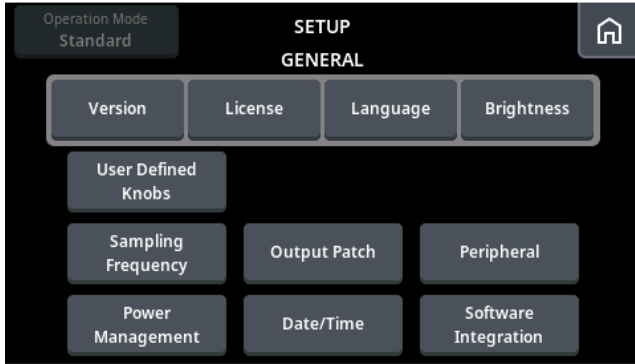 Operation Mode
Standard
SETUP
GENERAL
Version
License
Language
Brightness
User Defined
Knobs
Sampling
Frequency
Output Patch
Peripheral
Power
Management
Date/Time
Software
Integration